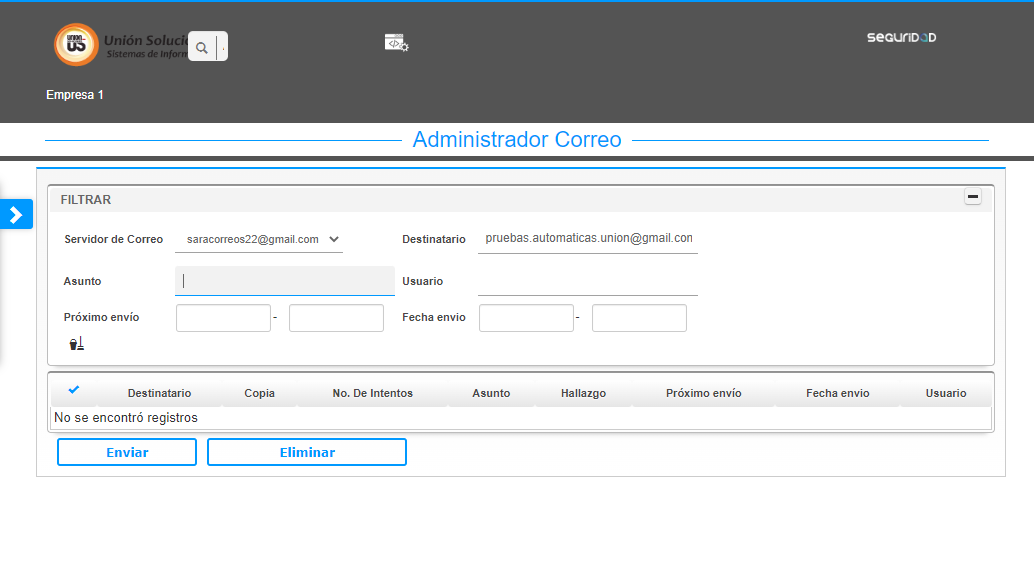 UNION
US
Unión Soluci
Sistemas de Inform
seguridad
Empresa 1
Administrador Correo
FILTRAR
Servidor de Correo saracorreos22@gmail.com Destinatario pruebas.automaticas.union@gmail.con
Asunto Usuario
Próximo envío - Fecha envio -
Destinatario Copia No. De Intentos Asunto Hallazgo Próximo envío Fecha envio Usuario
No se encontró registros
Enviar Eliminar